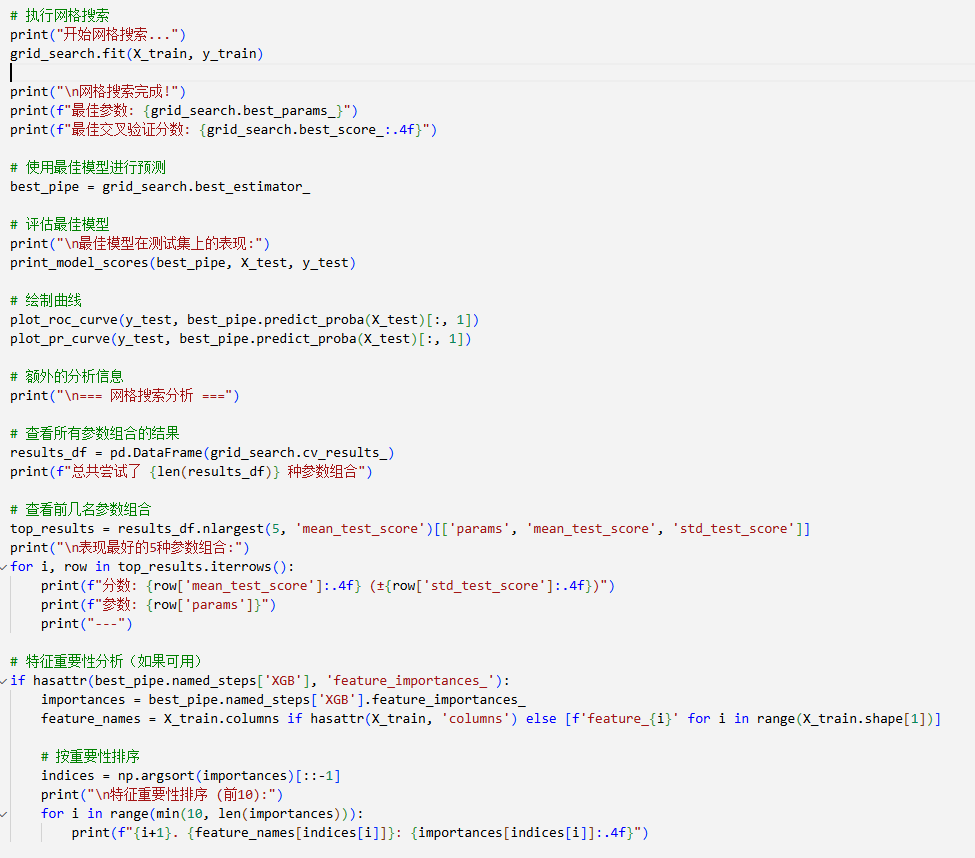 # 执行网格搜索
print("开始网格搜索...")
grid_search.fit(X_train, y_train)
print("\n网格搜索完成!")
print(f"最佳参数: {grid_search.best_params_}")
print(f"最佳交叉验证分数: {grid_search.best_score_:.4f}")
# 使用最佳模型进行预测
best_pipe = grid_search.best_estimator_
# 评估最佳模型
print("\n最佳模型在测试集上的表现:")
print_model_scores(best_pipe, X_test, y_test)
# 绘制曲线
plot_roc_curve(y_test, best_pipe.predict_proba(X_test)[:, 1])
plot_pr_curve(y_test, best_pipe.predict_proba(X_test)[:, 1])
# 额外的分析信息
print("\n=== 网格搜索分析 ===")
# 查看所有参数组合的结果
results_df = pd.DataFrame(grid_search.cv_results_)
print(f"总共尝试了 {len(results_df)} 种参数组合")
# 查看前几名参数组合
top_results = results_df.nlargest(5, 'mean_test_score')[['params', 'mean_test_score', 'std_test_score']]
print("\n表现最好的5种参数组合:")
for i, row in top_results.iterrows():
    print(f"分数: {row['mean_test_score']:.4f} (±{row['std_test_score']:.4f})")
    print(f"参数: {row['params']}")
    print("---")
# 特征重要性分析（如果可用）
if hasattr(best_pipe.named_steps['XGB'], 'feature_importances_'):
    importances = best_pipe.named_steps['XGB'].feature_importances_
    feature_names = X_train.columns if hasattr(X_train, 'columns') else [f'feature_{i}' for i in range(X_train.shape[1])]
    # 按重要性排序
    indices = np.argsort(importances)[::-1]
    print("\n特征重要性排序 (前10):")
    for i in range(min(10, len(importances))):
        print(f"{i+1}. {feature_names[indices[i]]}: {importances[indices[i]]:.4f}")